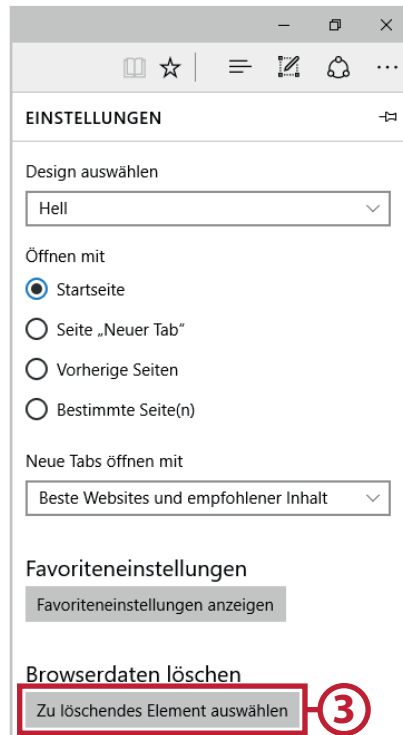 EINSTELLUNGEN
Design auswählen
Hell
Öffnen mit
Startseite
Seite „Neuer Tab“
Vorherige Seiten
Bestimmte Seite(n)
Neue Tabs öffnen mit
Beste Websites und empfohlener Inhalt
Favoriteneinstellungen
Favoriteneinstellungen anzeigen
Browserdaten löschen
Zu löschendes Element auswählen 3